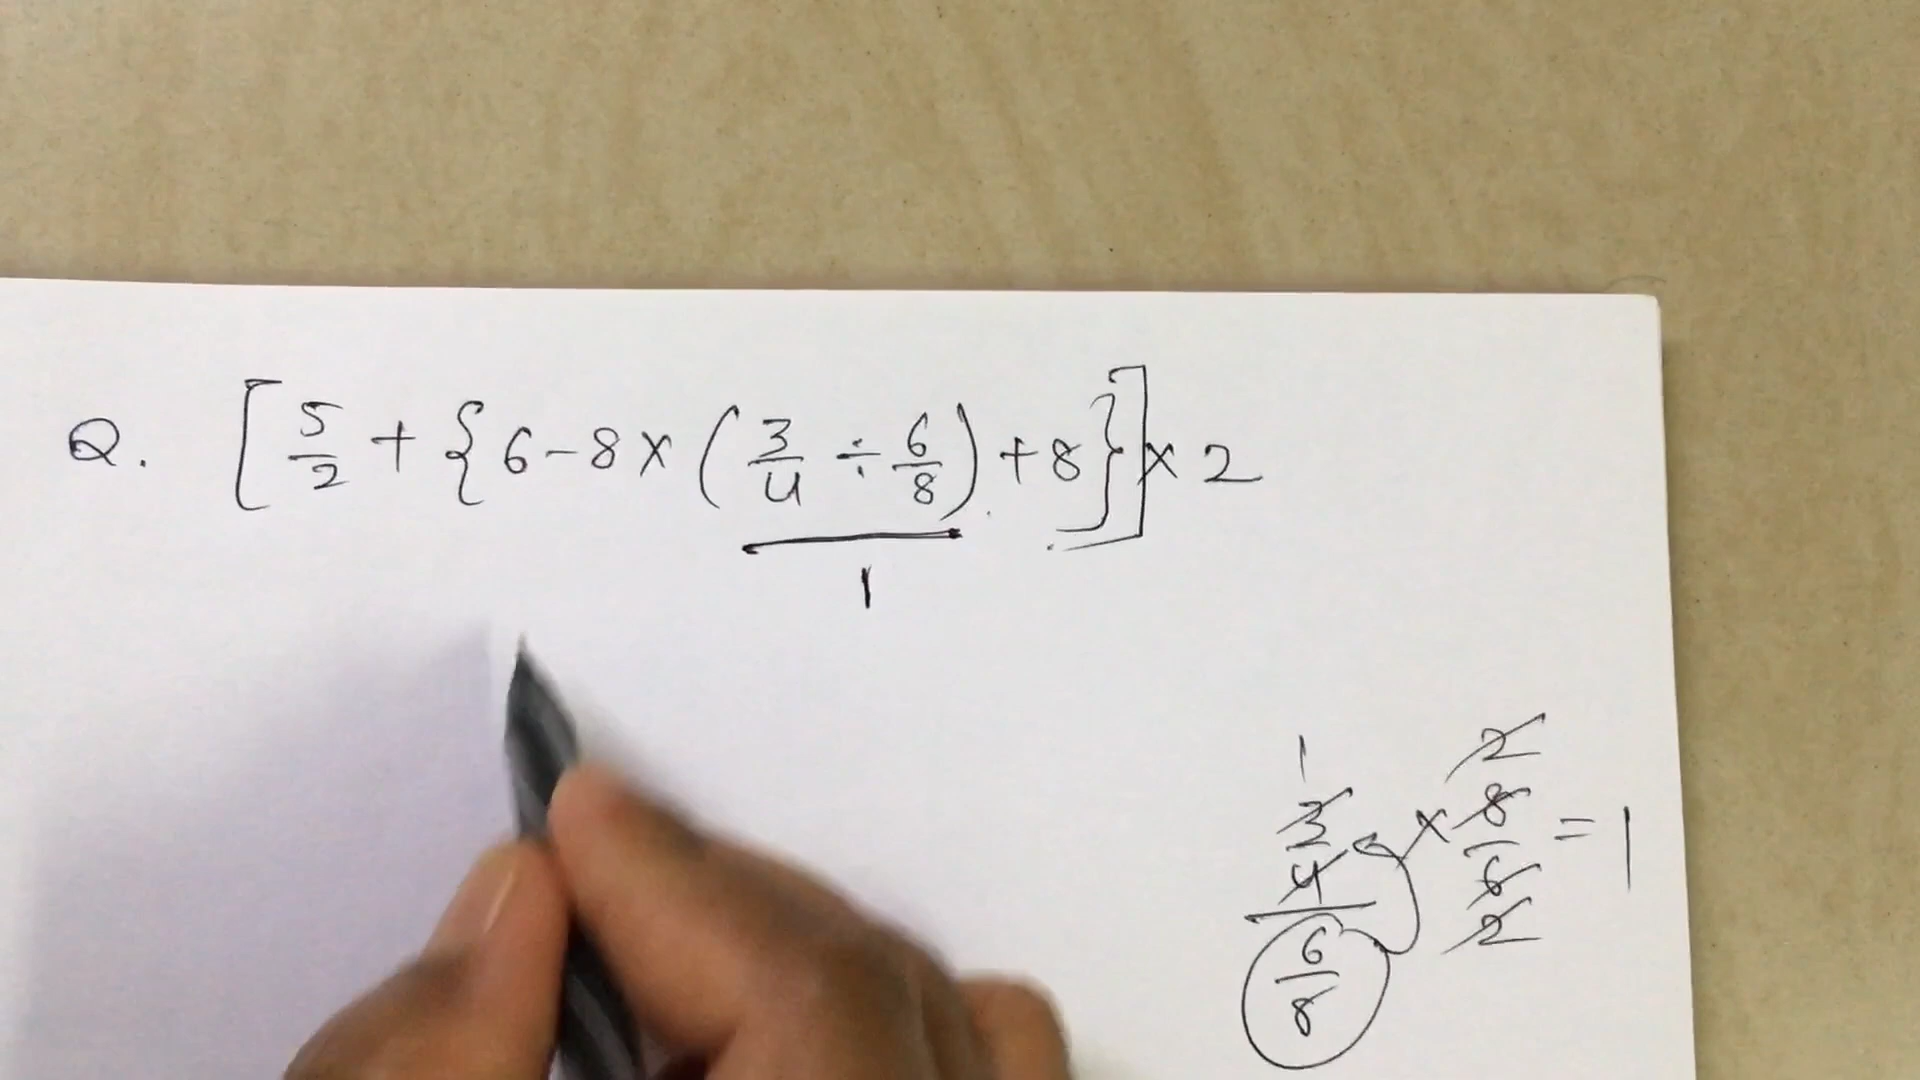 Q. [5/2 + {6 - 8 × (3/4 ÷ 6/8) + 8}] × 2
1
1 2
3/4 × 8/6 = 1
1 2
6/8